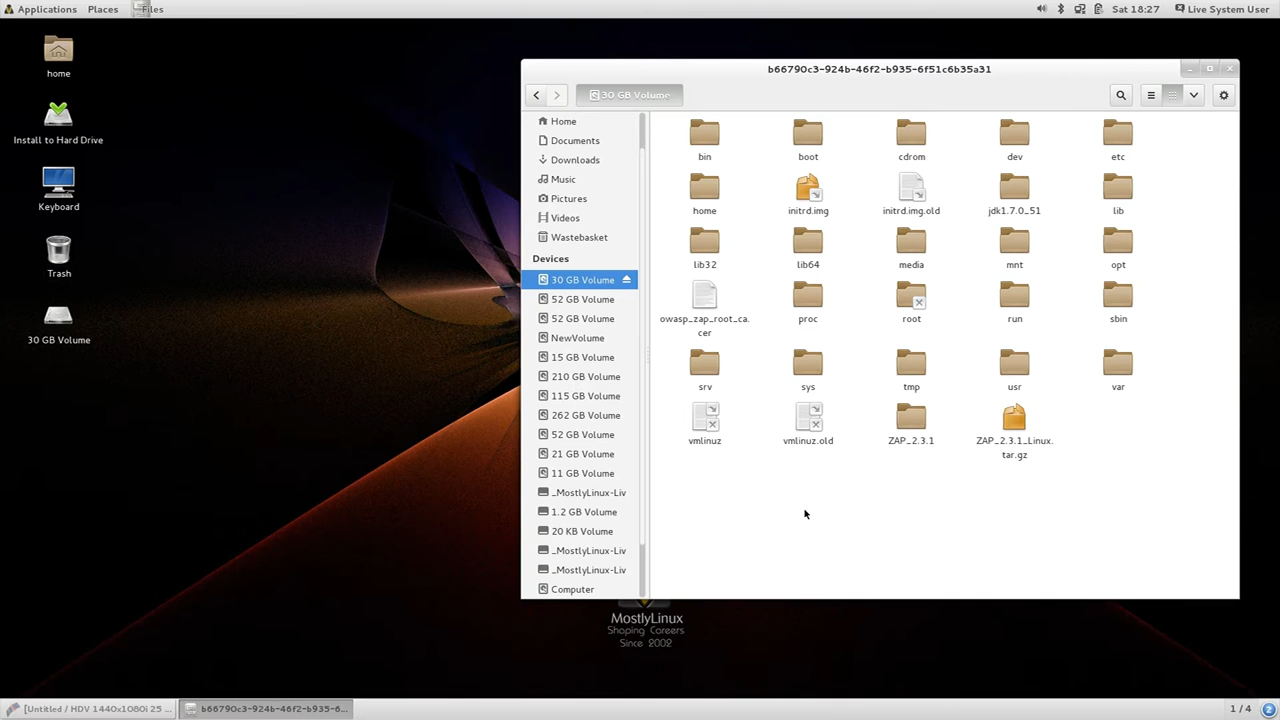 Applications Places Files Sat 18:27 Live System User
home
Install to Hard Drive
Keyboard
Trash
30 GB Volume
b66790c3-924b-46f2-b935-6f51c6b35a31
30 GB Volume
Home
Documents
Downloads
Music
Pictures
Videos
Wastebasket
Devices
30 GB Volume
52 GB Volume
52 GB Volume
NewVolume
15 GB Volume
210 GB Volume
115 GB Volume
262 GB Volume
52 GB Volume
21 GB Volume
11 GB Volume
_MostlyLinux-Liv
1.2 GB Volume
20 KB Volume
_MostlyLinux-Liv
_MostlyLinux-Liv
Computer
bin boot cdrom dev etc
home initrd.img initrd.img.old jdk1.7.0_51 lib
lib32 lib64 media mnt opt
owasp_zap_root_ca.
cer
proc root run sbin
srv sys tmp usr var
vmlinuz vmlinuz.old ZAP_2.3.1 ZAP_2.3.1_Linux.
tar.gz
MostlyLinux
Shaping Careers
Since 2002
[Untitled / HDV 1440x1080i 25 ... b66790c3-924b-46f2-b935-6... 1 / 4 2